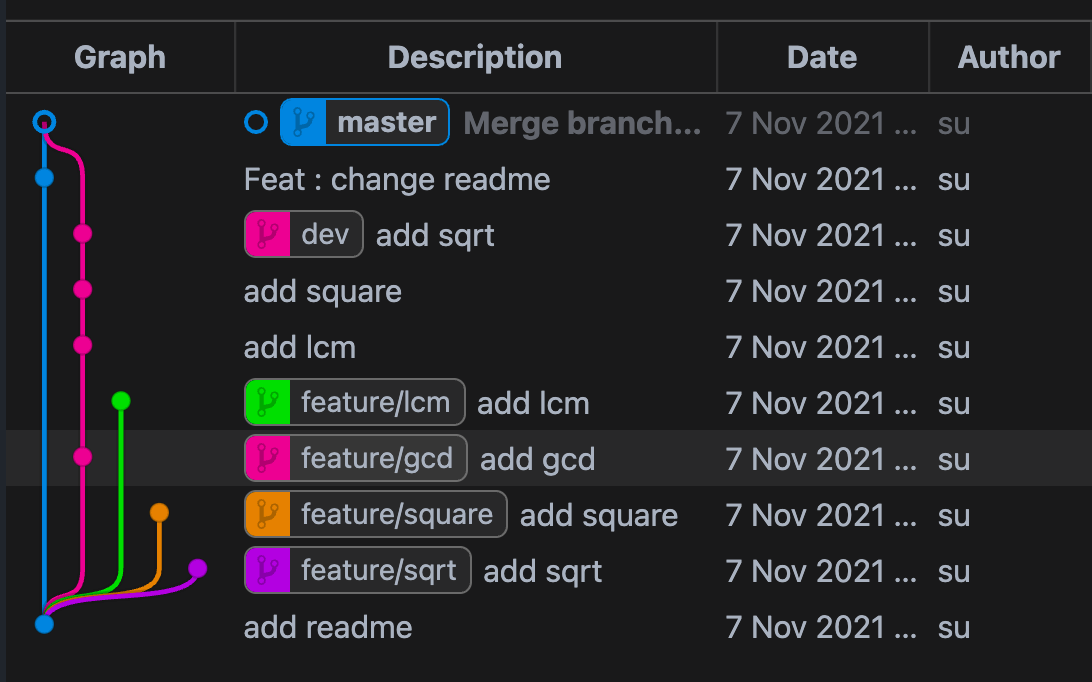 Graph Description Date Author
master Merge branch... 7 Nov 2021 ... su
Feat : change readme 7 Nov 2021 ... su
dev add sqrt 7 Nov 2021 ... su
add square 7 Nov 2021 ... su
add lcm 7 Nov 2021 ... su
feature/lcm add lcm 7 Nov 2021 ... su
feature/gcd add gcd 7 Nov 2021 ... su
feature/square add square 7 Nov 2021 ... su
feature/sqrt add sqrt 7 Nov 2021 ... su
add readme 7 Nov 2021 ... su